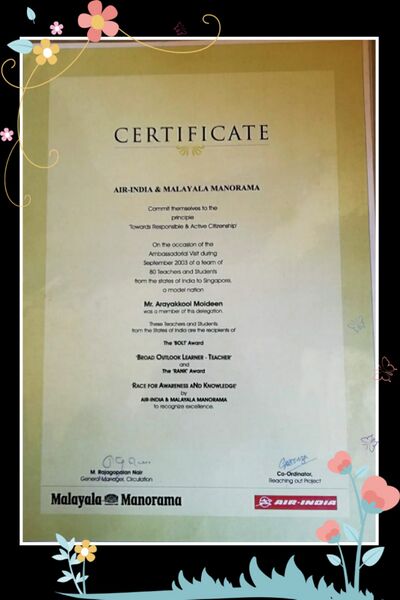 CERTIFICATE
AIR-INDIA & MALAYALA MANORAMA
Commit themselves to the
principle
'Towards Responsible & Active Citizenship'
On the occasion of the
Ambassadorial Visit during
September 2003 of a team of
80 Teachers and Students
from the states of India to Singapore,
a model nation
Mr. Arayakkool Moideen
was a member of this delegation.
These Teachers and Students
from the States of India are the recipients of
The 'BOLT' Award
'BROAD OUTLOOK LEARNER - TEACHER'
and
The 'RANK' Award
RACE FOR AWARENESS AND KNOWLEDGE'
by
AIR-INDIA & MALAYALA MANORAMA
to recognize excellence.
M. Rajagopalan Nair
General Manager, Circulation
Co-Ordinator,
Reaching out Project
Malayala Manorama
AIR-INDIA